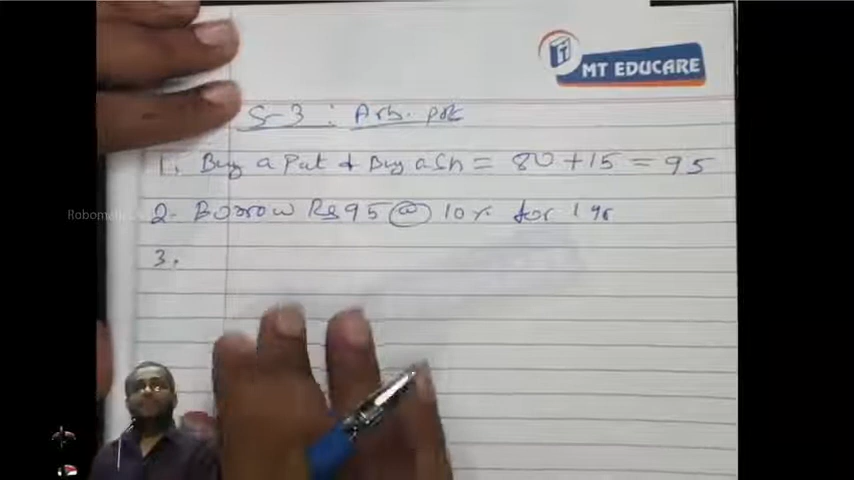 MT EDUCARE
S-3 : Arb. pft
1. Buy a Put & Buy a Sh = 80 + 15 = 95
2. Borrow Rs 95 @ 10% for 1 yr
3.